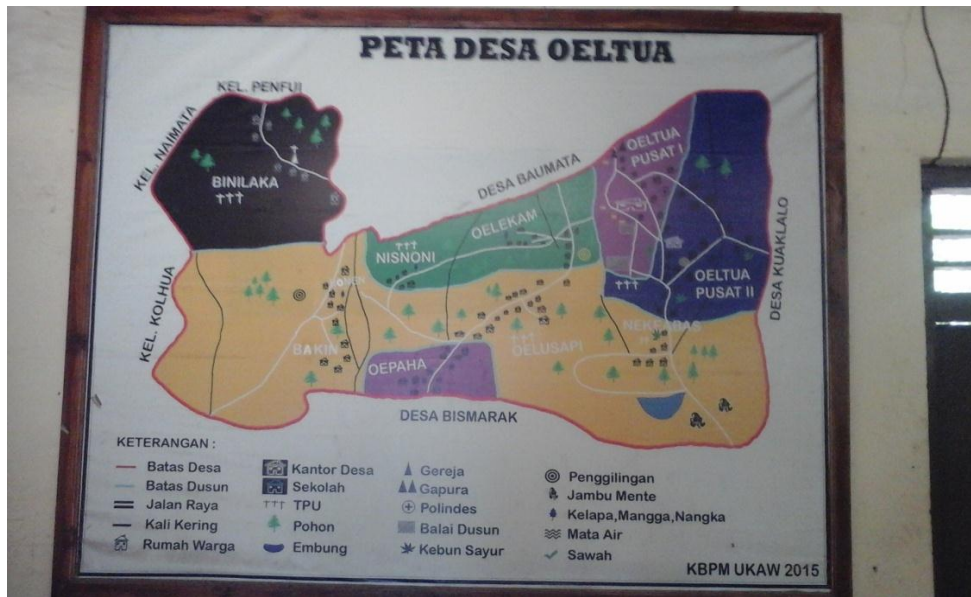 PETA DESA OELTUA
KEL. PENFUI
KEL. NAIMATA
BINILAKA
DESA BAUMATA
OELTUA
PUSAT I
OELEKAM
NISNONI
DESA KUAKLALO
OELTUA
PUSAT II
KEL. KOLHUA
BAKIN
OEPAHA
OELUSAPI
DESA BISMARAK
KETERANGAN :
Batas Desa
Batas Dusun
Jalan Raya
Kali Kering
Rumah Warga
Kantor Desa
Sekolah
TPU
Pohon
Embung
Gereja
Gapura
Polindes
Balai Dusun
Kebun Sayur
Penggilingan
Jambu Mente
Kelapa,Mangga,Nangka
Mata Air
Sawah
KBPM UKAW 2015